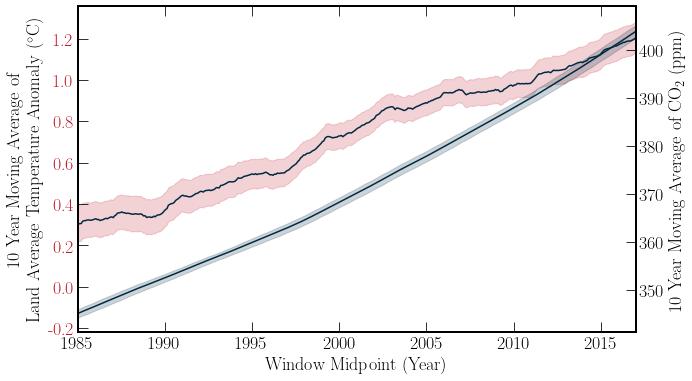 10 Year Moving Average of
Land Average Temperature Anomaly (°C)
1.2
1.0
0.8
0.6
0.4
0.2
0.0
-0.2
400
390
380
370
360
350
10 Year Moving Average of CO₂ (ppm)
1985 1990 1995 2000 2005 2010 2015
Window Midpoint (Year)